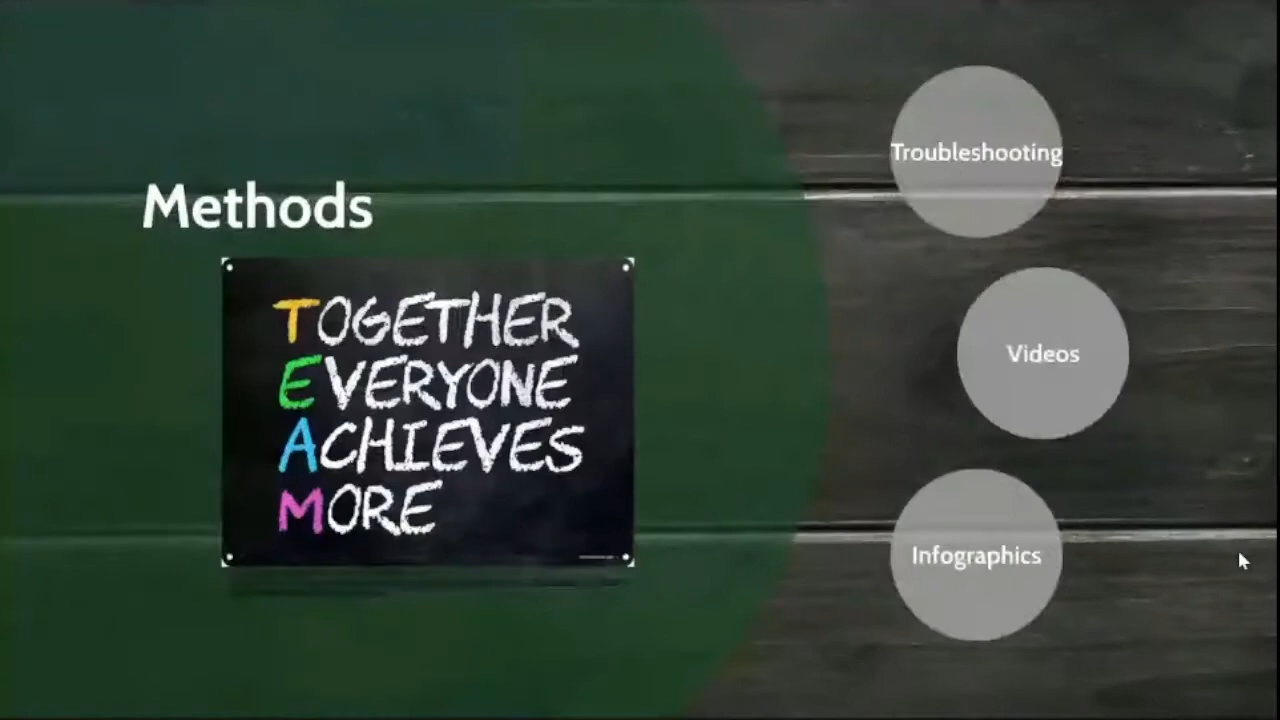 Methods
TOGETHER
EVERYONE
ACHIEVES
MORE
Troubleshooting
Videos
Infographics